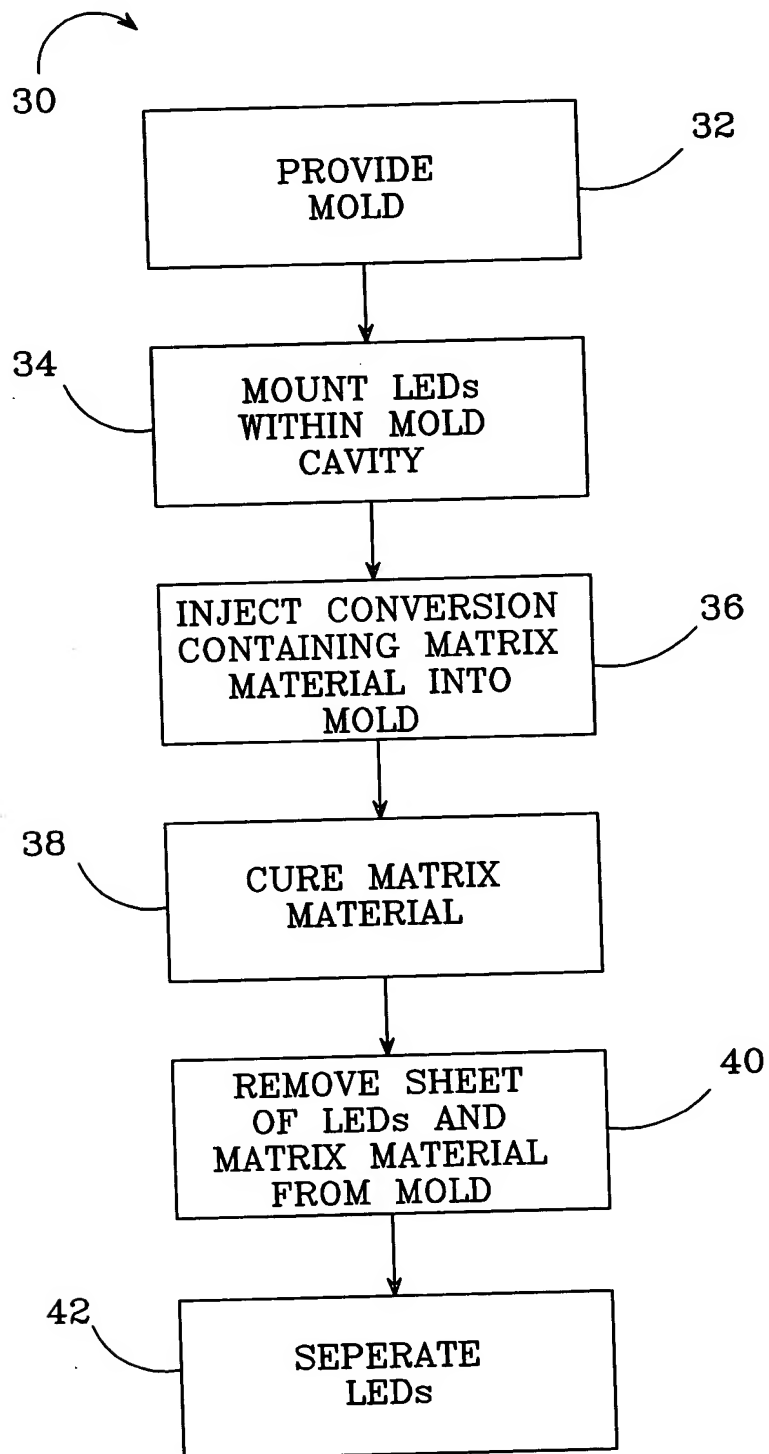 30
32
PROVIDE
MOLD
34
MOUNT LEDs
WITHIN MOLD
CAVITY
36
INJECT CONVERSION
CONTAINING MATRIX
MATERIAL INTO
MOLD
38
CURE MATRIX
MATERIAL
40
REMOVE SHEET
OF LEDs AND
MATRIX MATERIAL
FROM MOLD
42
SEPERATE
LEDs